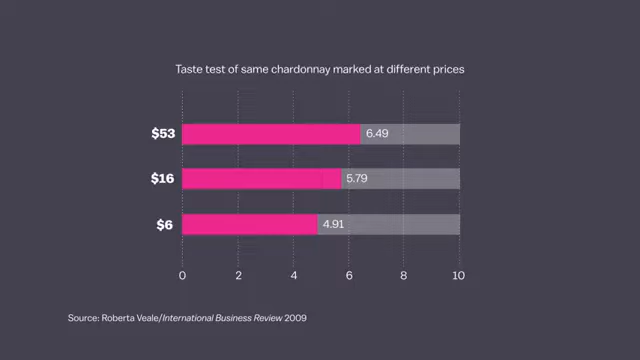 Taste test of same chardonnay marked at different prices
$53 6.49
$16 5.79
$6 4.91
0 2 4 6 8 10
Source: Roberta Veale/International Business Review 2009